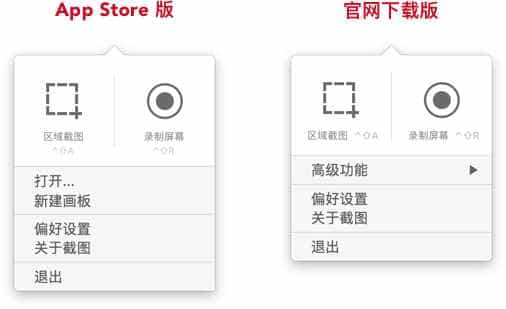 App Store 版
区域截图
^⇧A
录制屏幕
^⇧R
打开...
新建画板
偏好设置
关于截图
退出
官网下载版
区域截图 ^⇧A
录制屏幕 ^⇧R
高级功能
偏好设置
关于截图
退出